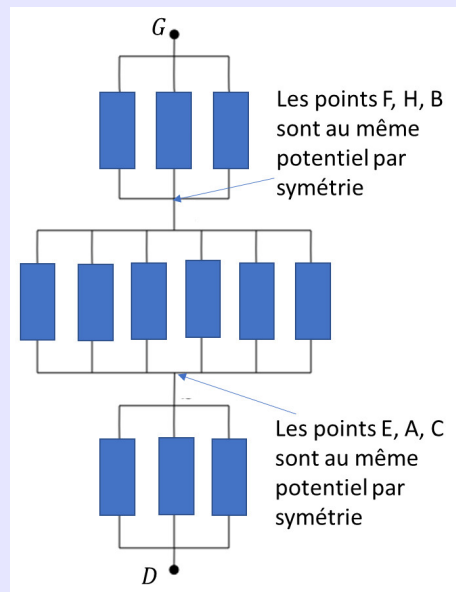 G
Les points F, H, B
sont au même
potentiel par
symétrie
Les points E, A, C
sont au même
potentiel par
symétrie
D